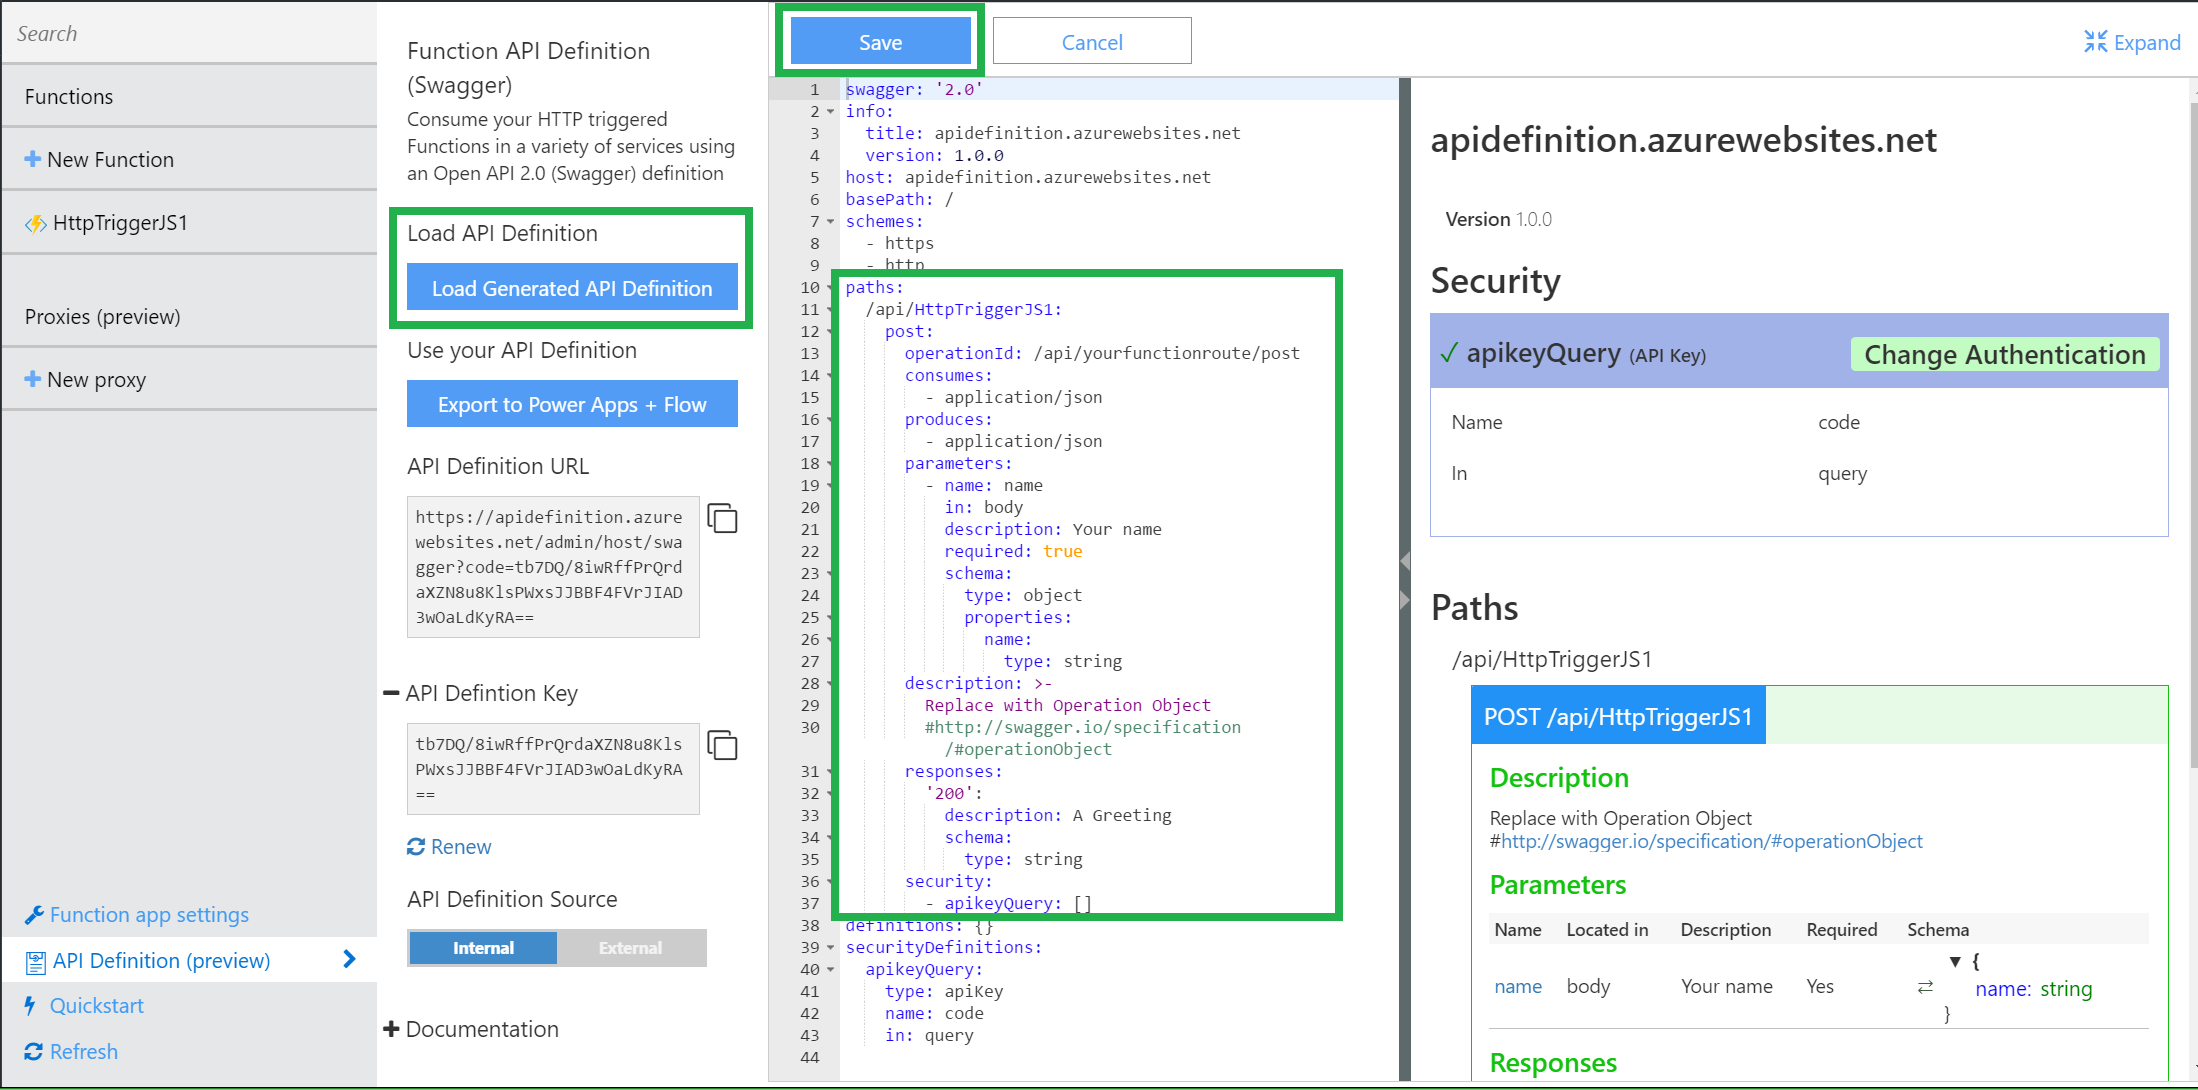 Search
Functions
New Function
HttpTriggerJS1
Proxies (preview)
New proxy
Function app settings
API Definition (preview)
Quickstart
Refresh
Function API Definition
(Swagger)
Consume your HTTP triggered
Functions in a variety of services using
an Open API 2.0 (Swagger) definition
Load API Definition
Load Generated API Definition
Use your API Definition
Export to Power Apps + Flow
API Definition URL
https://apidefinition.azure
websites.net/admin/host/swa
gger?code=tb7DQ/8iwRffPrQrd
aXZN8u8KlsPWxsJJBBF4FVrJIAD
3wOaLdKyRA==
API Defintion Key
tb7DQ/8iwRffPrQrdaXZN8u8Kls
PWxsJJBBF4FVrJIAD3wOaLdKyRA
==
Renew
API Definition Source
Internal External
Documentation
Save Cancel
Expand
1 swagger: '2.0'
2 info:
3 title: apidefinition.azurewebsites.net
4 version: 1.0.0
5 host: apidefinition.azurewebsites.net
6 basePath: /
7 schemes:
8 - https
9 - http
10 paths:
11 /api/HttpTriggerJS1:
12 post:
13 operationId: /api/yourfunctionroute/post
14 consumes:
15 - application/json
16 produces:
17 - application/json
18 parameters:
19 - name: name
20 in: body
21 description: Your name
22 required: true
23 schema:
24 type: object
25 properties:
26 name:
27 type: string
28 description: >-
29 Replace with Operation Object
30 #http://swagger.io/specification
/#operationObject
31 responses:
32 '200':
33 description: A Greeting
34 schema:
35 type: string
36 security:
37 - apikeyQuery: []
38 definitions: {}
39 securityDefinitions:
40 apikeyQuery:
41 type: apiKey
42 name: code
43 in: query
44
apidefinition.azurewebsites.net
Version 1.0.0
Security
✓ apikeyQuery (API Key) Change Authentication
Name code
In query
Paths
/api/HttpTriggerJS1
POST /api/HttpTriggerJS1
Description
Replace with Operation Object
#http://swagger.io/specification/#operationObject
Parameters
Name Located in Description Required Schema
name body Your name Yes ⇄ ▼ {
name: string
}
Responses